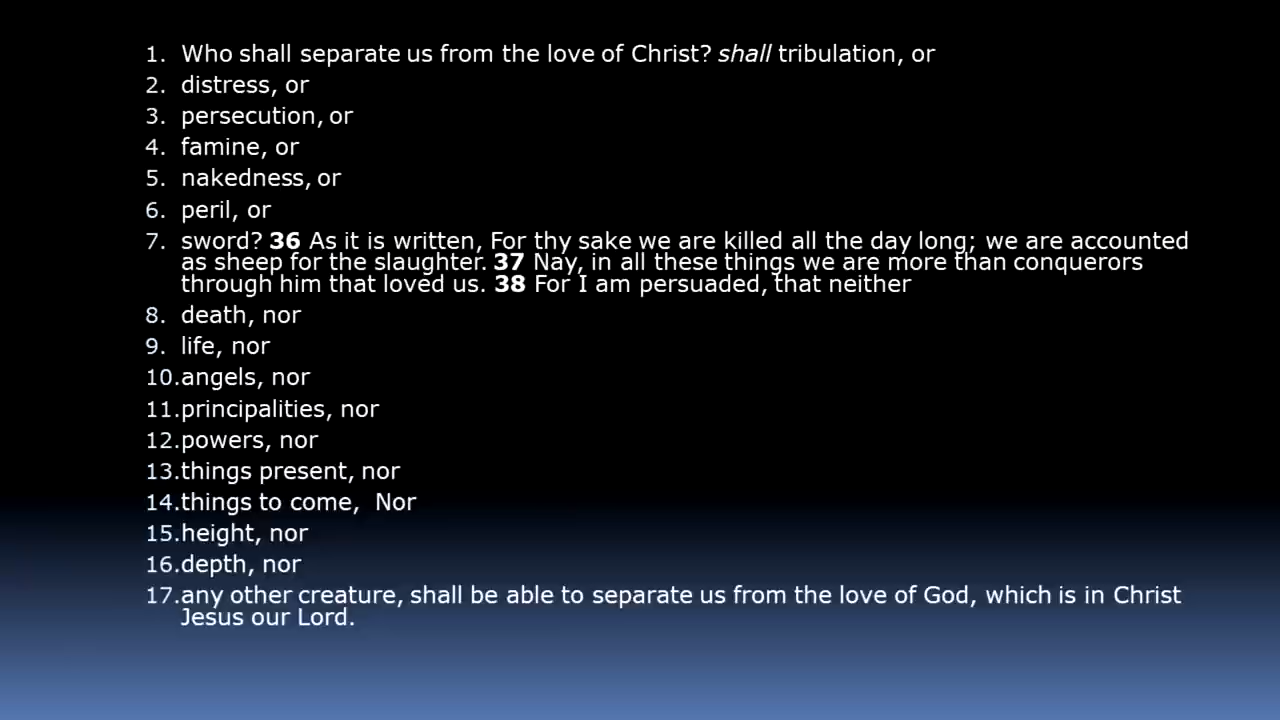 1. Who shall separate us from the love of Christ? shall tribulation, or
2. distress, or
3. persecution, or
4. famine, or
5. nakedness, or
6. peril, or
7. sword? 36 As it is written, For thy sake we are killed all the day long; we are accounted
as sheep for the slaughter. 37 Nay, in all these things we are more than conquerors
through him that loved us. 38 For I am persuaded, that neither
8. death, nor
9. life, nor
10. angels, nor
11. principalities, nor
12. powers, nor
13. things present, nor
14. things to come,  Nor
15. height, nor
16. depth, nor
17. any other creature, shall be able to separate us from the love of God, which is in Christ
Jesus our Lord.